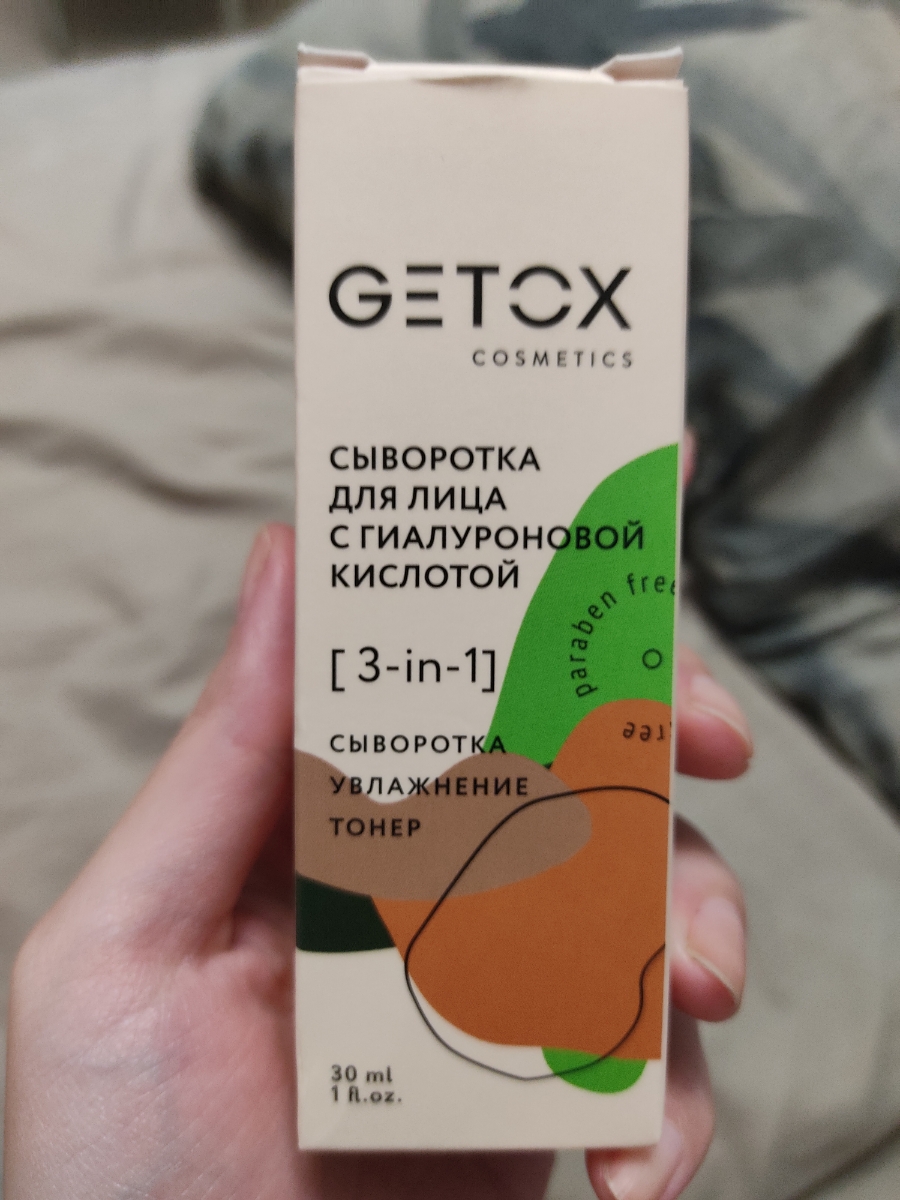 GETOX
COSMETICS
СЫВОРОТКА
ДЛЯ ЛИЦА
С ГИАЛУРОНОВОЙ
КИСЛОТОЙ
[ 3-in-1]
СЫВОРОТКА
УВЛАЖНЕНИЕ
ТОНЕР
paraben free
free
30 ml
1 fl.oz.